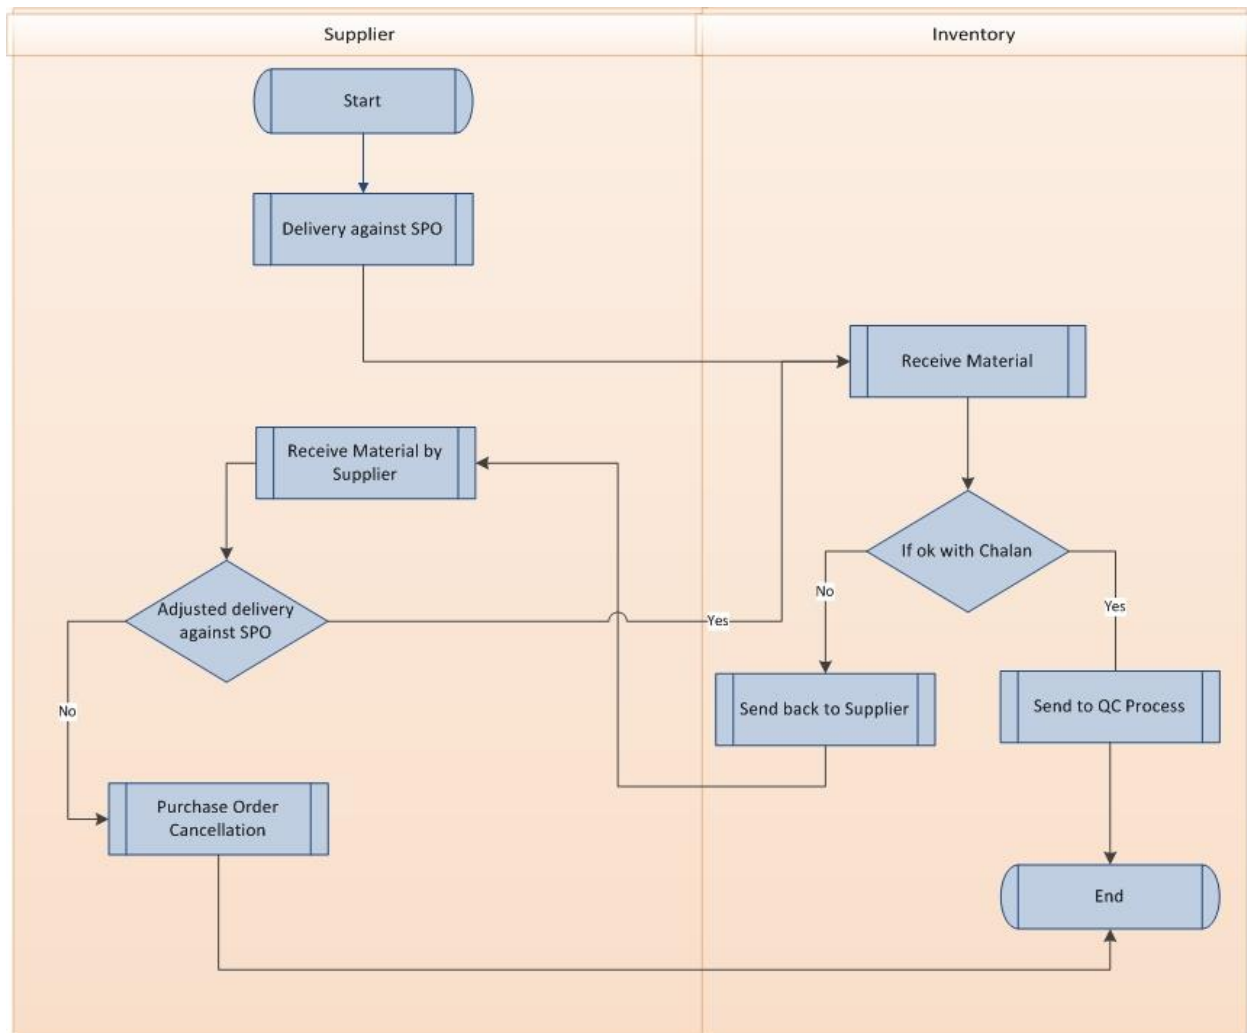 Supplier
Inventory
Start
Delivery against SPO
Receive Material
Receive Material by
Supplier
If ok with Chalan
No
Yes
Adjusted delivery
against SPO
Yes
No
Send back to Supplier
Send to QC Process
Purchase Order
Cancellation
End